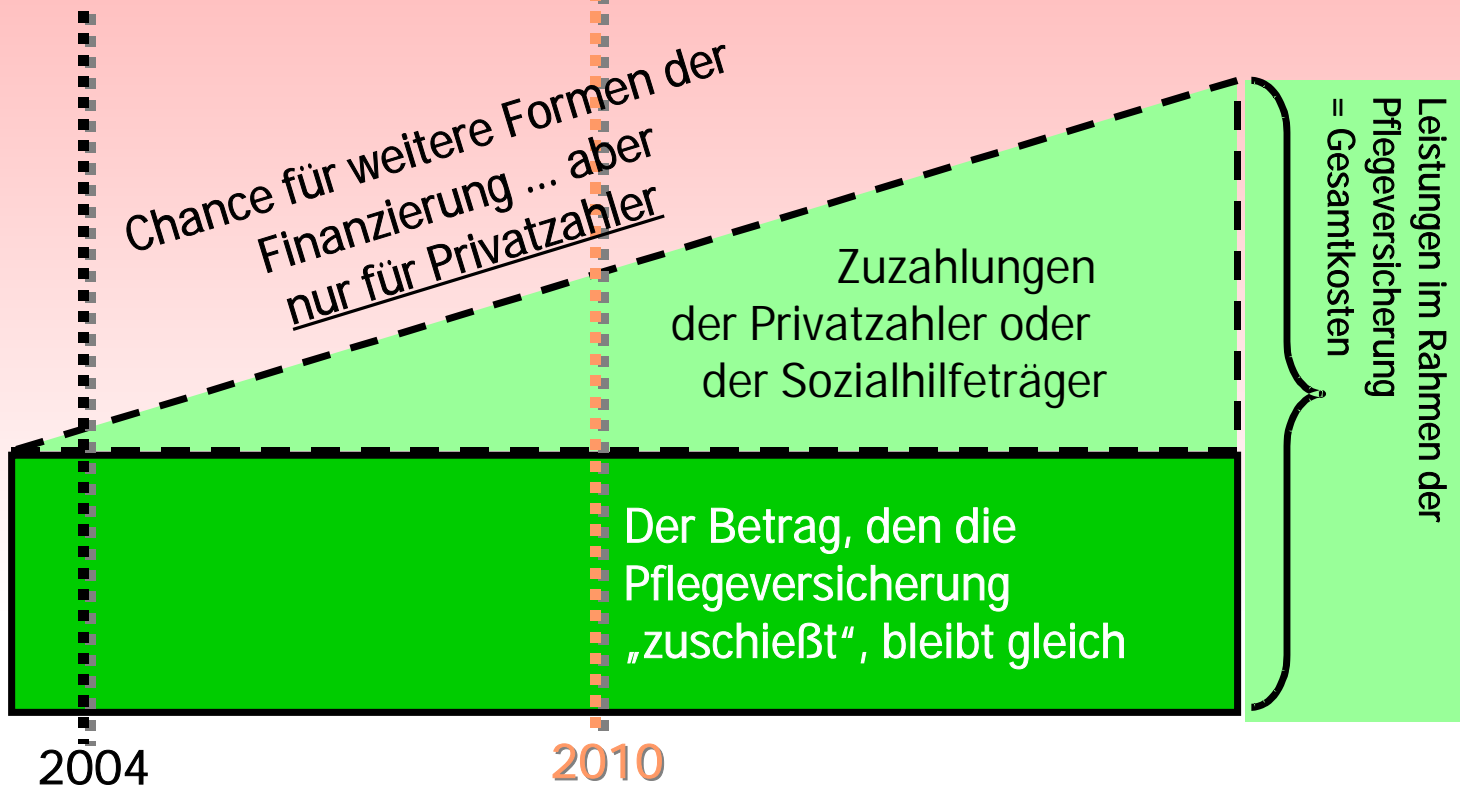 Chance für weitere Formen der
Finanzierung ... aber
nur für Privatzahler
Zuzahlungen
der Privatzahler oder
der Sozialhilfeträger
Der Betrag, den die
Pflegeversicherung
„zuschießt“, bleibt gleich
Leistungen im Rahmen der
Pflegeversicherung
= Gesamtkosten
2004
2010